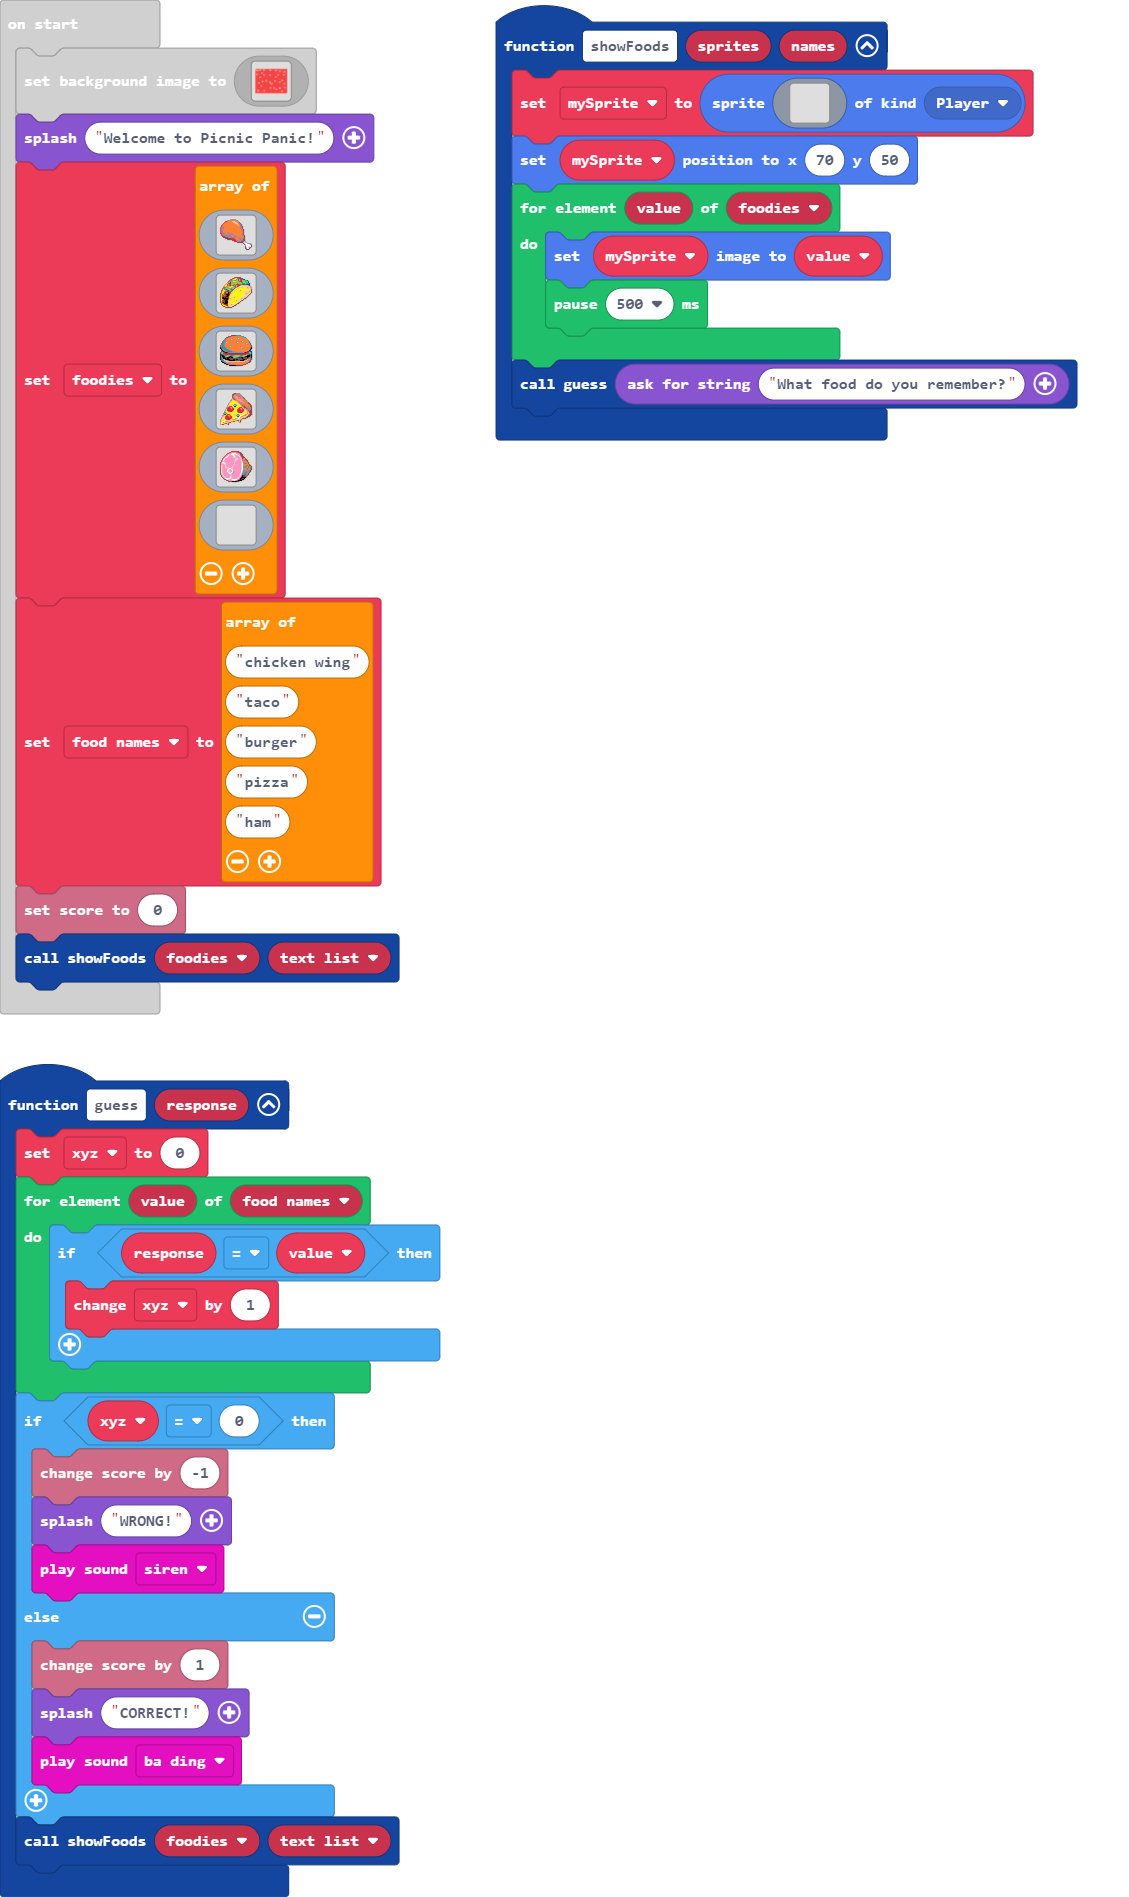 on start
set background image to
splash "Welcome to Picnic Panic!"
set foodies to array of
set food names to array of
"chicken wing"
"taco"
"burger"
"pizza"
"ham"
set score to 0
call showFoods foodies text list
function showFoods sprites names
set mySprite to sprite of kind Player
set mySprite position to x 70 y 50
for element value of foodies
do
set mySprite image to value
pause 500 ms
call guess ask for string "What food do you remember?"
function guess response
set xyz to 0
for element value of food names
do
if response = value then
change xyz by 1
if xyz = 0 then
change score by -1
splash "WRONG!"
play sound siren
else
change score by 1
splash "CORRECT!"
play sound ba ding
call showFoods foodies text list